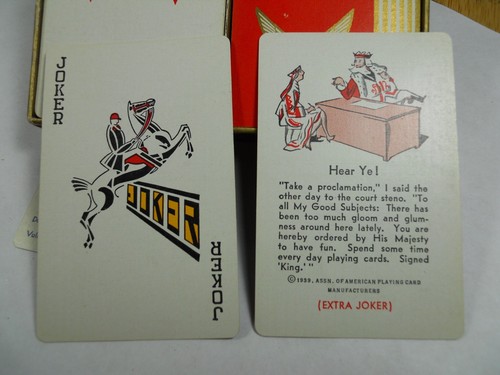 JOKER
JOKER
JOKER
Hear Ye!
"Take a proclamation," I said the
other day to the court steno. "To
all My Good Subjects: There has
been too much gloom and glum-
ness around here lately. You are
hereby ordered by His Majesty
to have fun. Spend some time
every day playing cards. Signed
'King.' "
©1959, ASSN. OF AMERICAN PLAYING CARD
MANUFACTURERS
(EXTRA JOKER)